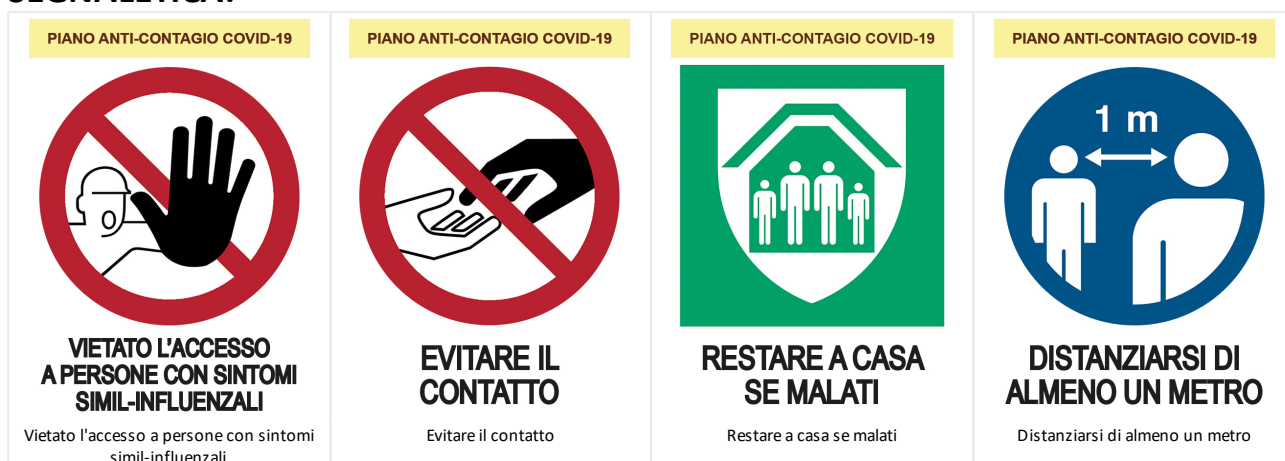 SEGNALETICA:
PIANO ANTI-CONTAGIO COVID-19
VIETATO L'ACCESSO
A PERSONE CON SINTOMI
SIMIL-INFLUENZALI
Vietato l'accesso a persone con sintomi
simil-influenzali
PIANO ANTI-CONTAGIO COVID-19
EVITARE IL
CONTATTO
Evitare il contatto
PIANO ANTI-CONTAGIO COVID-19
RESTARE A CASA
SE MALATI
Restare a casa se malati
PIANO ANTI-CONTAGIO COVID-19
1 m
DISTANZIARSI DI
ALMENO UN METRO
Distanziarsi di almeno un metro